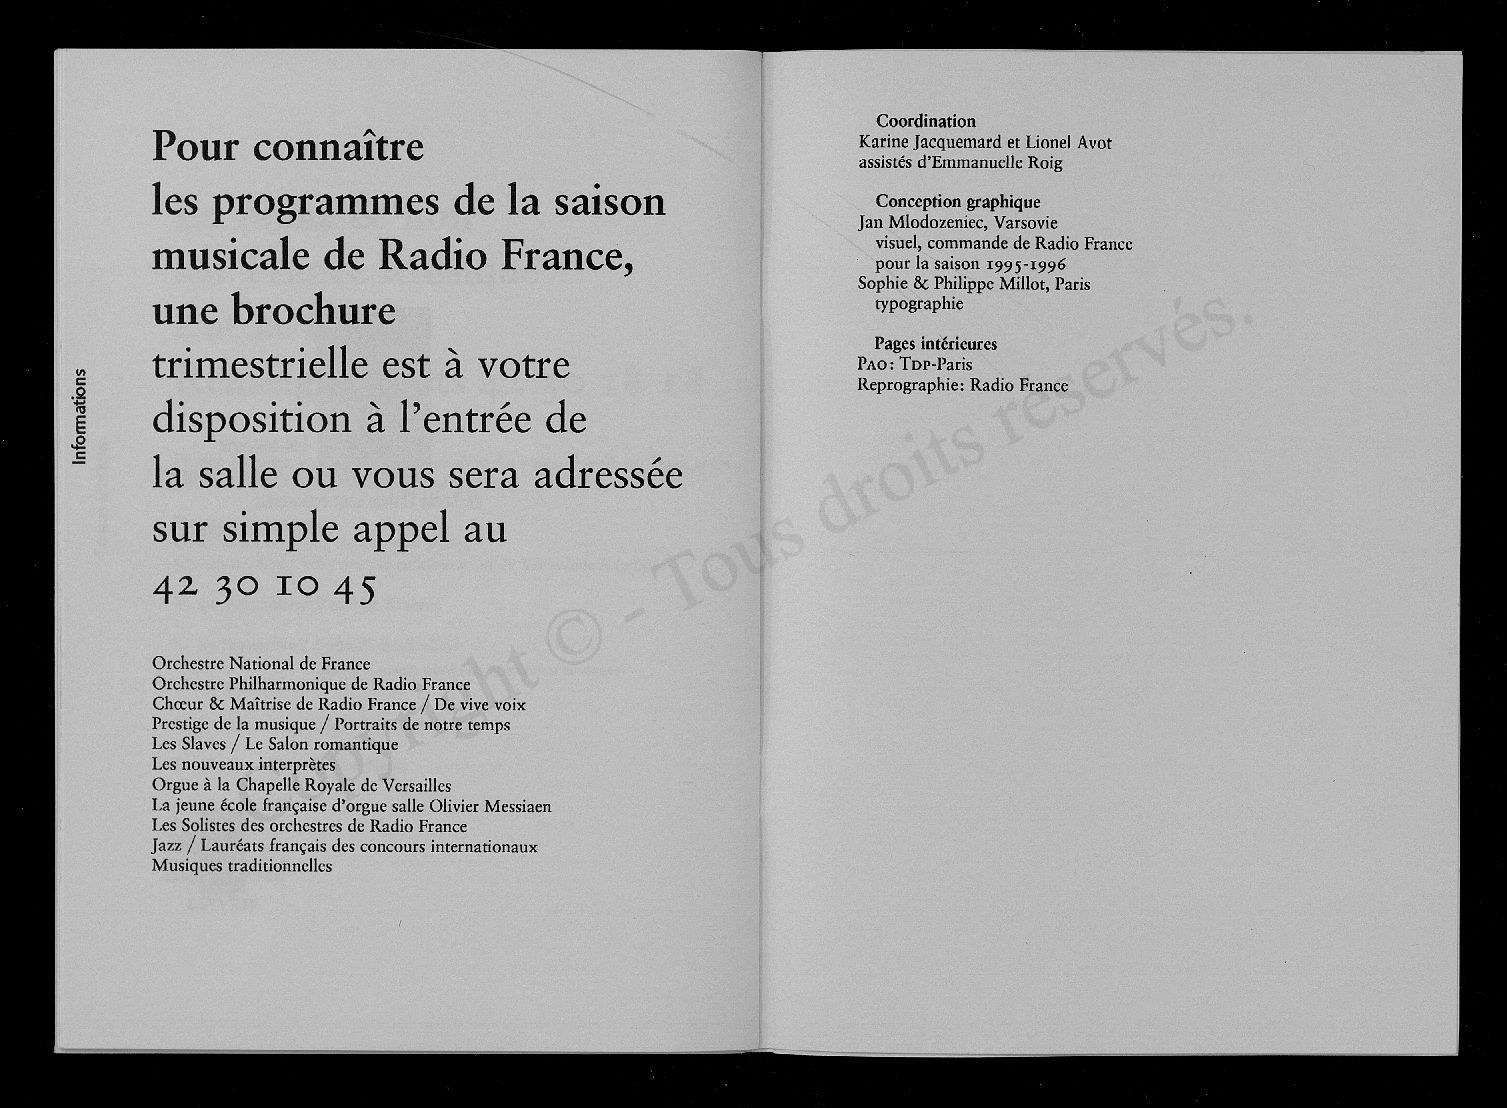 Informations
Pour connaître
les programmes de la saison
musicale de Radio France,
une brochure
trimestrielle est à votre
disposition à l'entrée de
la salle ou vous sera adressée
sur simple appel au
42 30 10 45
Orchestre National de France
Orchestre Philharmonique de Radio France
Chœur & Maîtrise de Radio France / De vive voix
Prestige de la musique / Portraits de notre temps
Les Slaves / Le Salon romantique
Les nouveaux interprètes
Orgue à la Chapelle Royale de Versailles
La jeune école française d'orgue salle Olivier Messiaen
Les Solistes des orchestres de Radio France
Jazz / Lauréats français des concours internationaux
Musiques traditionnelles
Coordination
Karine Jacquemard et Lionel Avot
assistés d'Emmanuelle Roig
Conception graphique
Jan Mlodozeniec, Varsovie
visuel, commande de Radio France
pour la saison 1995-1996
Sophie & Philippe Millot, Paris
typographie
Pages intérieures
PAO: TDP-Paris
Reprographie: Radio France
Copyright © - Tous droits réservés.